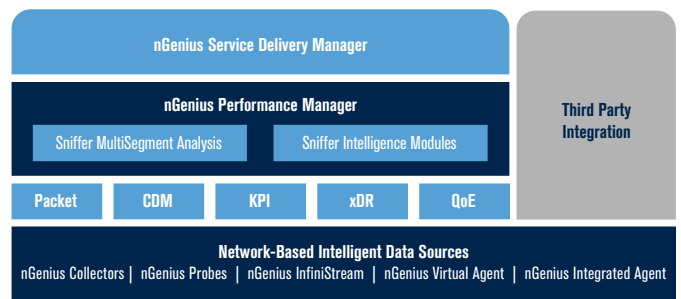 nGenius Service Delivery Manager
nGenius Performance Manager
Sniffer MultiSegment Analysis
Sniffer Intelligence Modules
Third Party
Integration
Packet
CDM
KPI
xDR
QoE
Network-Based Intelligent Data Sources
nGenius Collectors | nGenius Probes | nGenius InfiniStream | nGenius Virtual Agent | nGenius Integrated Agent